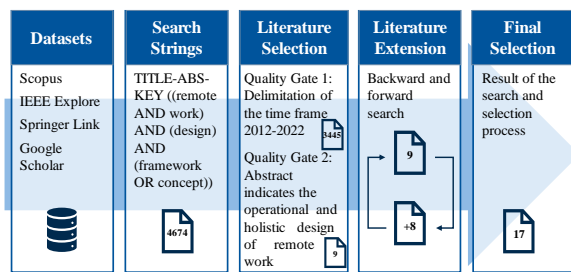 Datasets
Scopus
IEEE Explore
Springer Link
Google
Scholar
Search
Strings
TITLE-ABS-
KEY ((remote
AND work)
AND (design)
AND
(framework
OR concept))
4674
Literature
Selection
Quality Gate 1:
Delimitation of
the time frame
2012-2022
3445
Quality Gate 2:
Abstract
indicates the
operational and
holistic design
of remote
work
9
Literature
Extension
Backward and
forward
search
9
+8
Final
Selection
Result of the
search and
selection
process
17